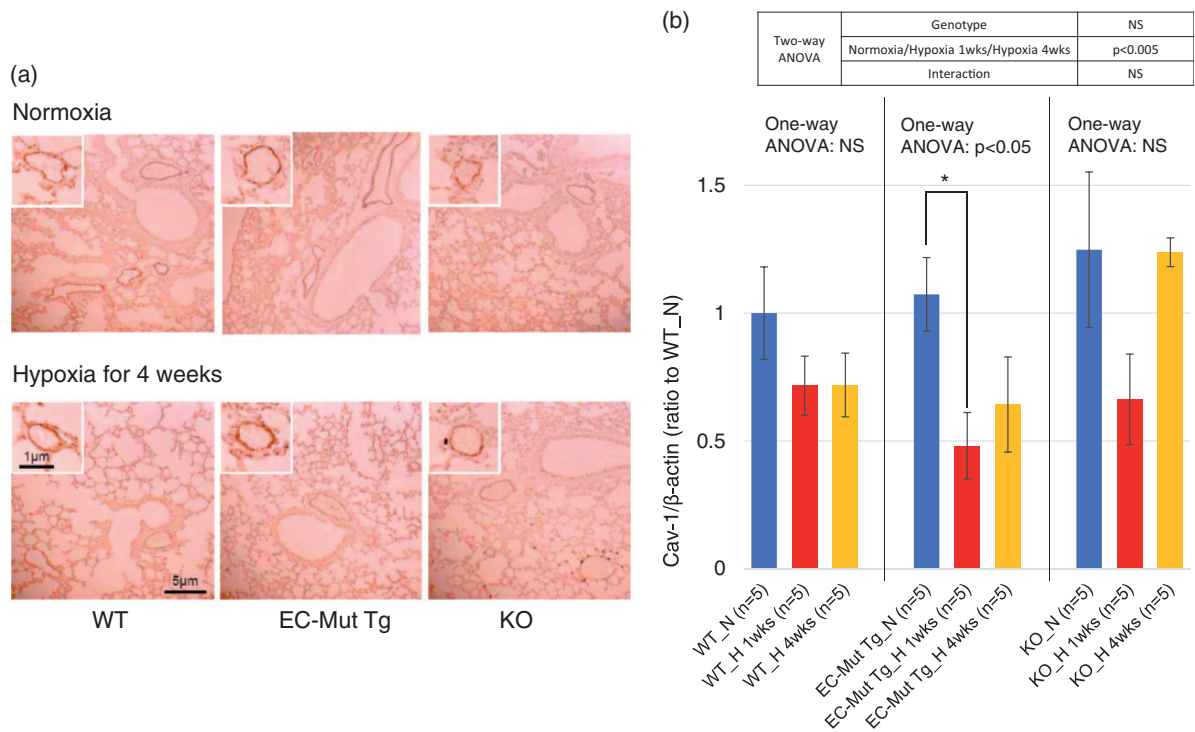 (a)
Normoxia
Hypoxia for 4 weeks
1μm
5μm
WT
EC-Mut Tg
KO
(b)
Two-way
ANOVA
Genotype
NS
Normoxia/Hypoxia 1wks/Hypoxia 4wks
p<0.005
Interaction
NS
One-way
ANOVA: NS
One-way
ANOVA: p<0.05
One-way
ANOVA: NS
*
Cav-1/β-actin (ratio to WT_N)
1.5
1
0.5
0
WT_N (n=5)
WT_H 1wks (n=5)
WT_H 4wks (n=5)
EC-Mut Tg_N (n=5)
EC-Mut Tg_H 1wks (n=5)
EC-Mut Tg_H 4wks (n=5)
KO_N (n=5)
KO_H 1wks (n=5)
KO_H 4wks (n=5)